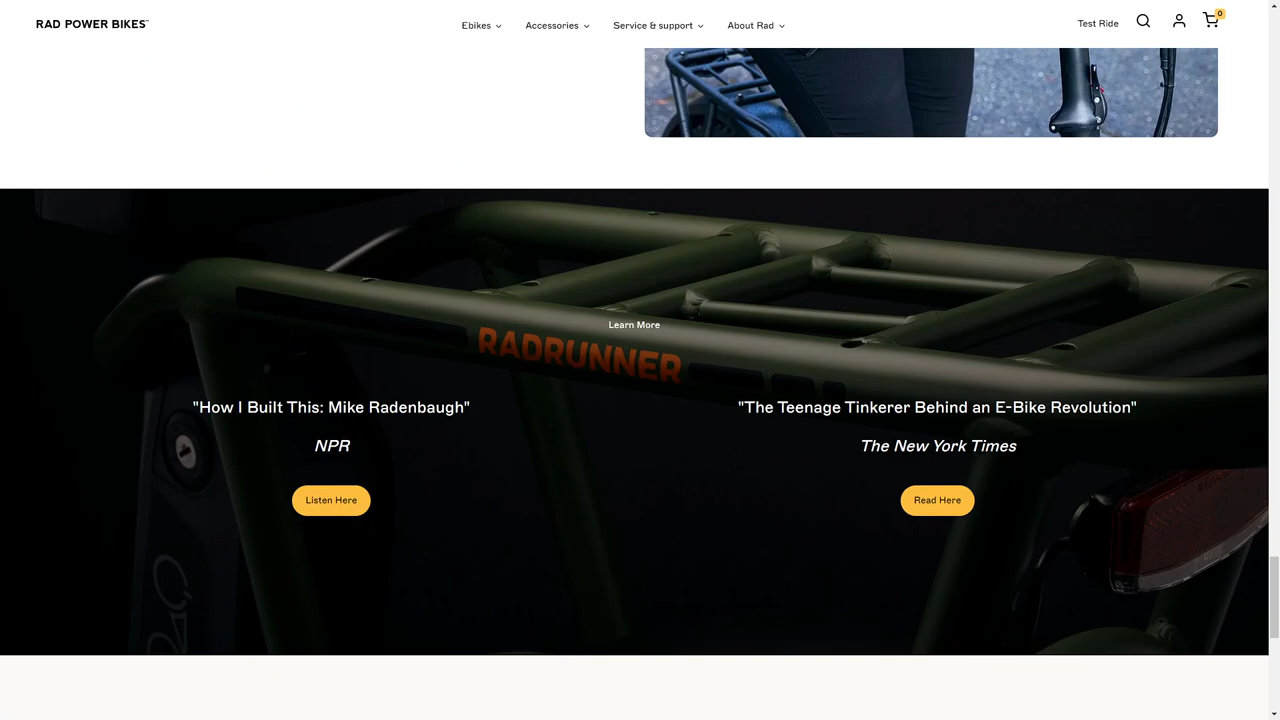 RAD POWER BIKES™
Ebikes
Accessories
Service & support
About Rad
Test Ride
0
Learn More
RADRUNNER
"How I Built This: Mike Radenbaugh"
NPR
Listen Here
"The Teenage Tinkerer Behind an E-Bike Revolution"
The New York Times
Read Here